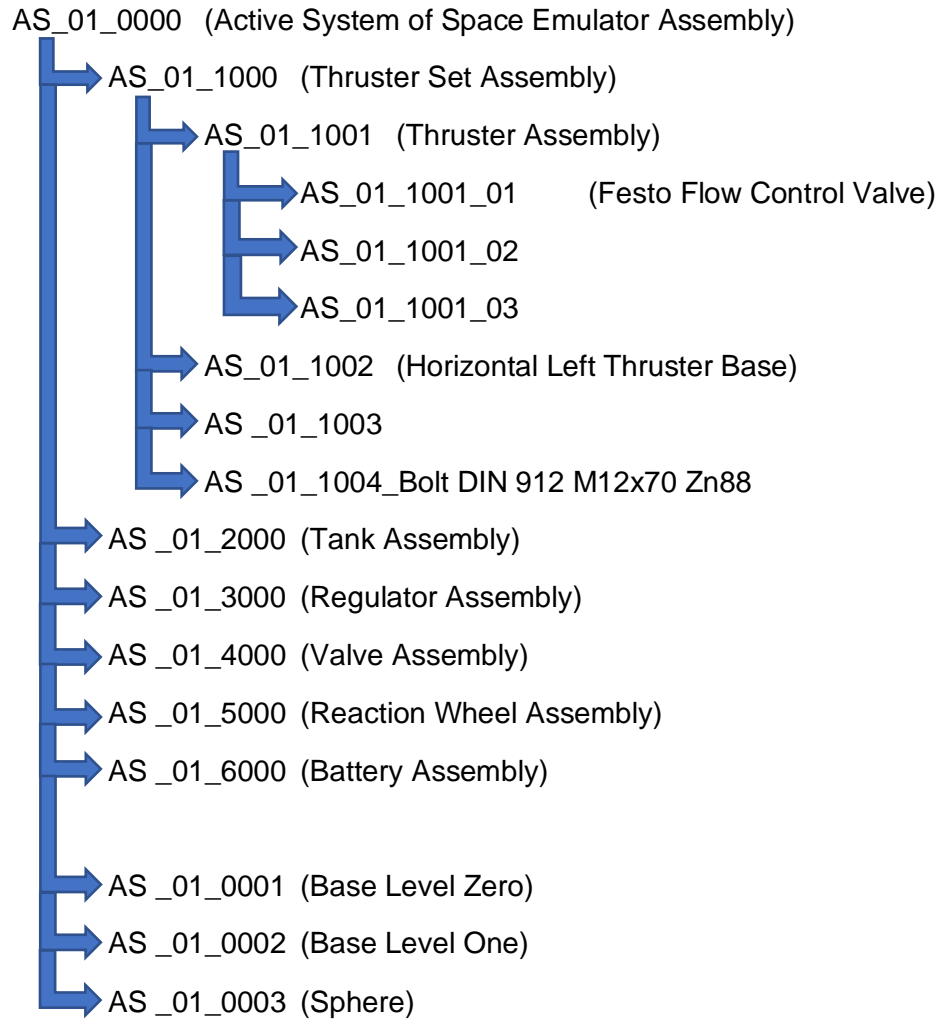 AS_01_0000 (Active System of Space Emulator Assembly)
AS_01_1000 (Thruster Set Assembly)
AS_01_1001 (Thruster Assembly)
AS_01_1001_01 (Festo Flow Control Valve)
AS_01_1001_02
AS_01_1001_03
AS_01_1002 (Horizontal Left Thruster Base)
AS _01_1003
AS _01_1004_Bolt DIN 912 M12x70 Zn88
AS _01_2000 (Tank Assembly)
AS _01_3000 (Regulator Assembly)
AS _01_4000 (Valve Assembly)
AS _01_5000 (Reaction Wheel Assembly)
AS _01_6000 (Battery Assembly)
AS _01_0001 (Base Level Zero)
AS _01_0002 (Base Level One)
AS _01_0003 (Sphere)